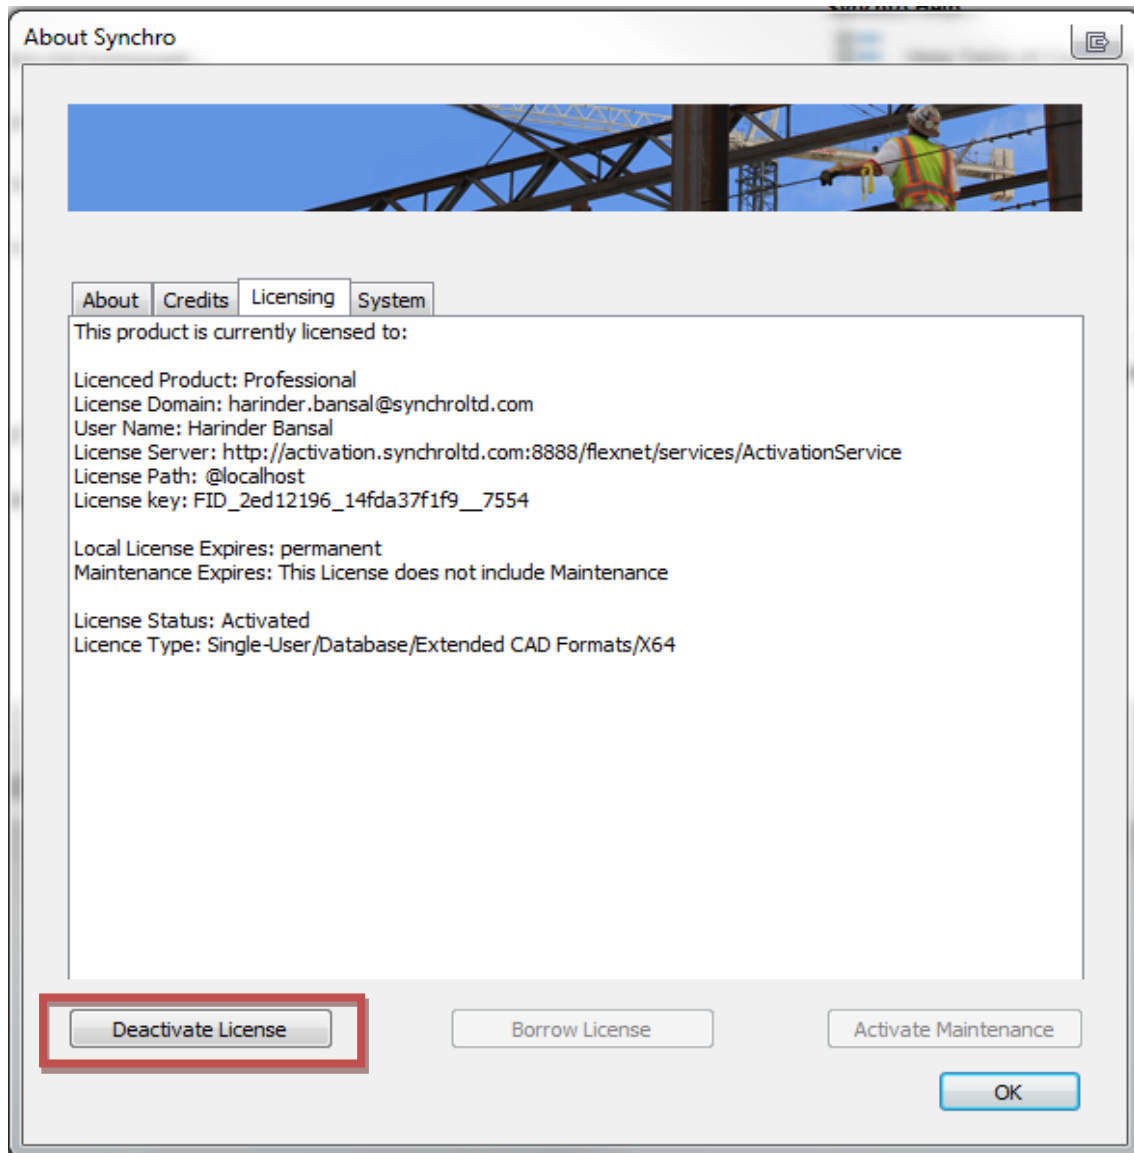 About Synchro
About Credits Licensing System
This product is currently licensed to:
Licenced Product: Professional
License Domain: harinder.bansal@synchroltd.com
User Name: Harinder Bansal
License Server: http://activation.synchroltd.com:8888/flexnet/services/ActivationService
License Path: @localhost
License key: FID_2ed12196_14fda37f1f9__7554
Local License Expires: permanent
Maintenance Expires: This License does not include Maintenance
License Status: Activated
Licence Type: Single-User/Database/Extended CAD Formats/X64
Deactivate License Borrow License Activate Maintenance
OK